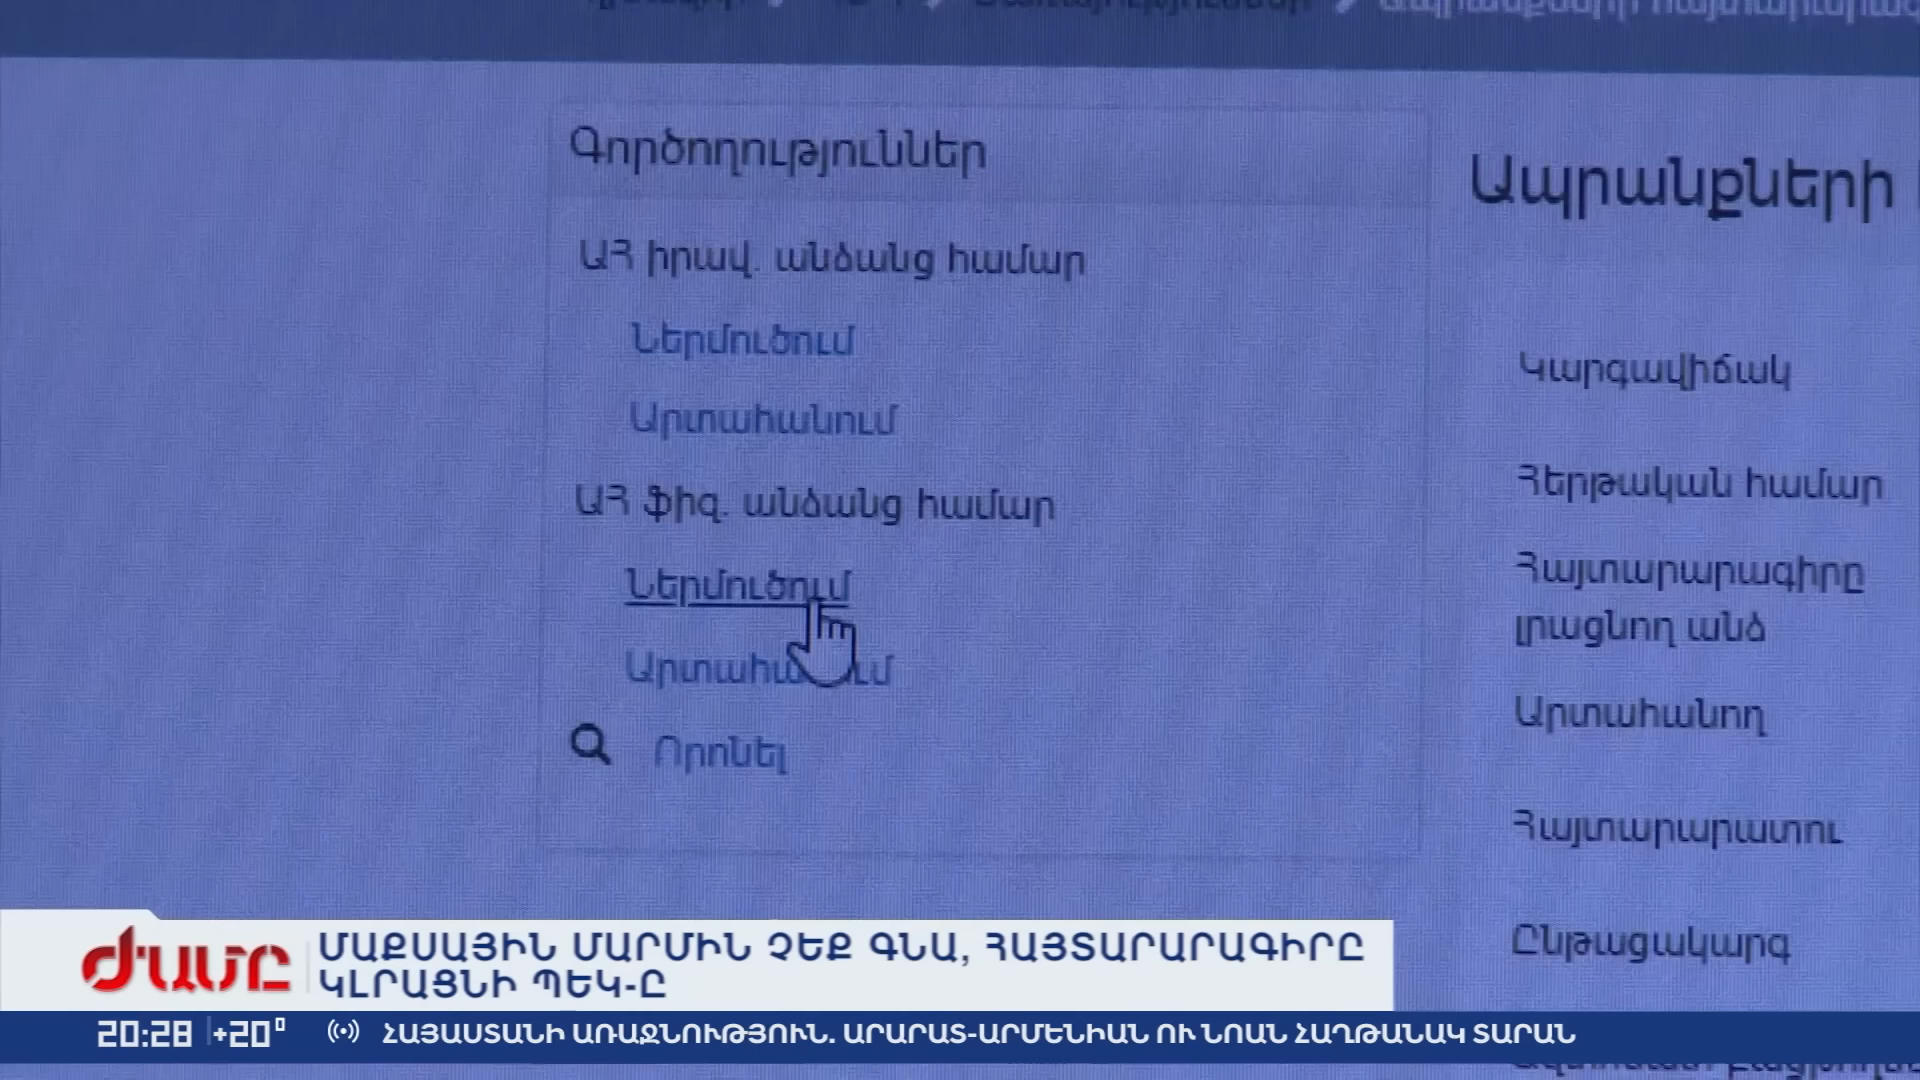 Գործողություններ
ԱՀ իրավ. անձանց համար
Ներմուծում
Արտահանում
ԱՀ ֆիզ. անձանց համար
Ներմուծում
Որոնել
Ապրանքների
Կարգավիճակ
Հերթական համար
Հայտարարագիրը
լրացնող անձ
Արտահանող
Հայտարարատու
Ընթացակարգ
ԺԱՄԸ
ՄԱՔՍԱՅԻՆ ՄԱՐՄԻՆ ՉԵՔ ԳՆԱ, ՀԱՅՏԱՐԱՐԱԳԻՐԸ
ԿԼՐԱՑՆԻ ՊԵԿ-Ը
20:28 +20° ՀԱՅԱՍՏԱՆԻ ԱՌԱՋՆՈՒԹՅՈՒՆ. ԱՐԱՐԱՏ-ԱՐՄԵՆԻԱՆ ՈՒ ՆՈԱՆ ՀԱՂԹԱՆԱԿ ՏԱՐԱՆ